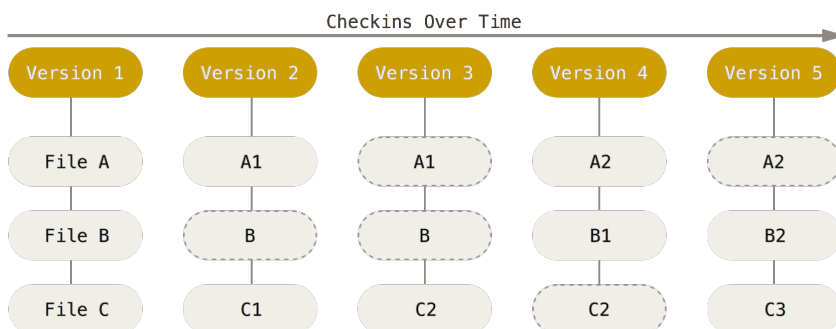 Checkins Over Time
Version 1 Version 2 Version 3 Version 4 Version 5
File A A1 A1 A2 A2
File B B B B1 B2
File C C1 C2 C2 C3